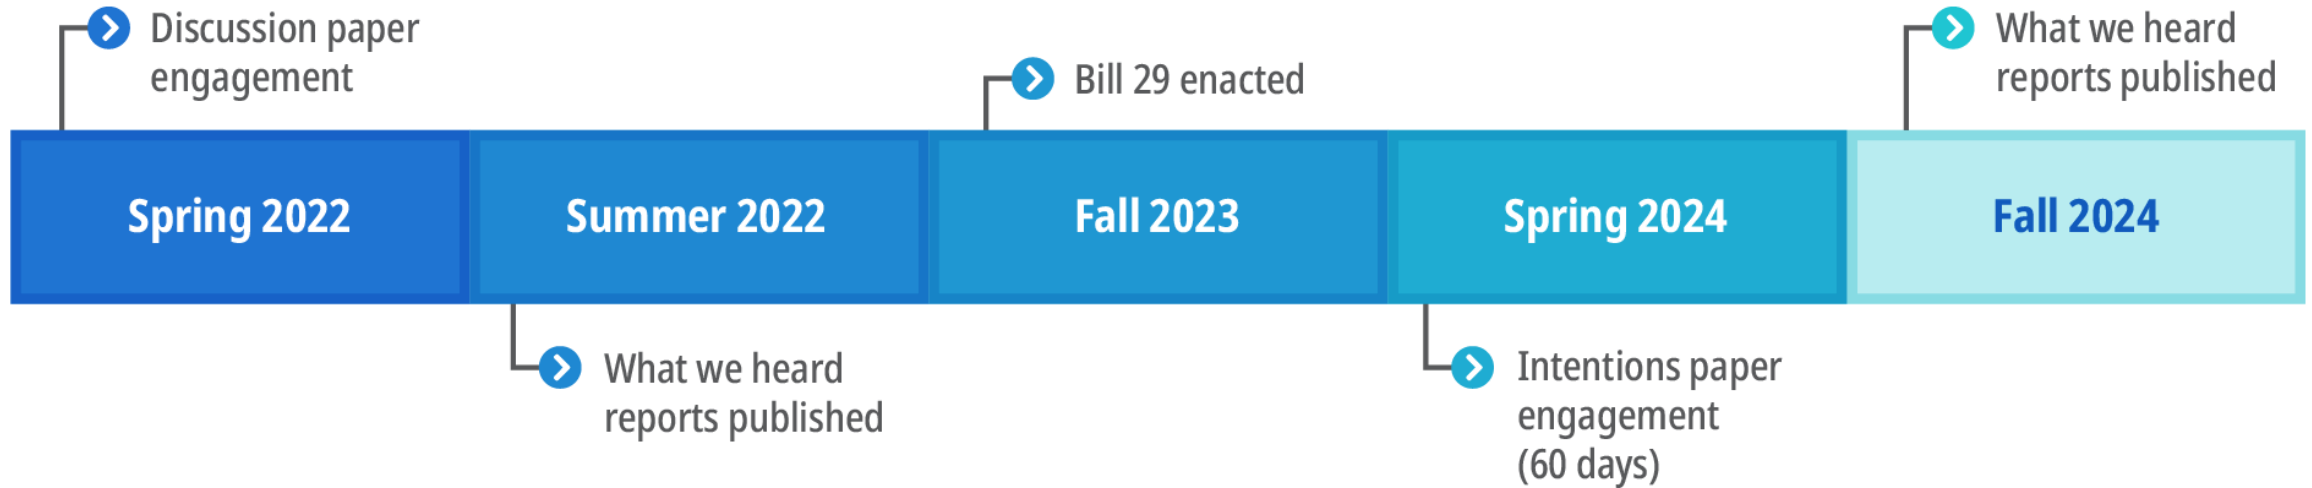 Discussion paper
engagement
Bill 29 enacted
What we heard
reports published
Spring 2022
Summer 2022
Fall 2023
Spring 2024
Fall 2024
What we heard
reports published
Intentions paper
engagement
(60 days)